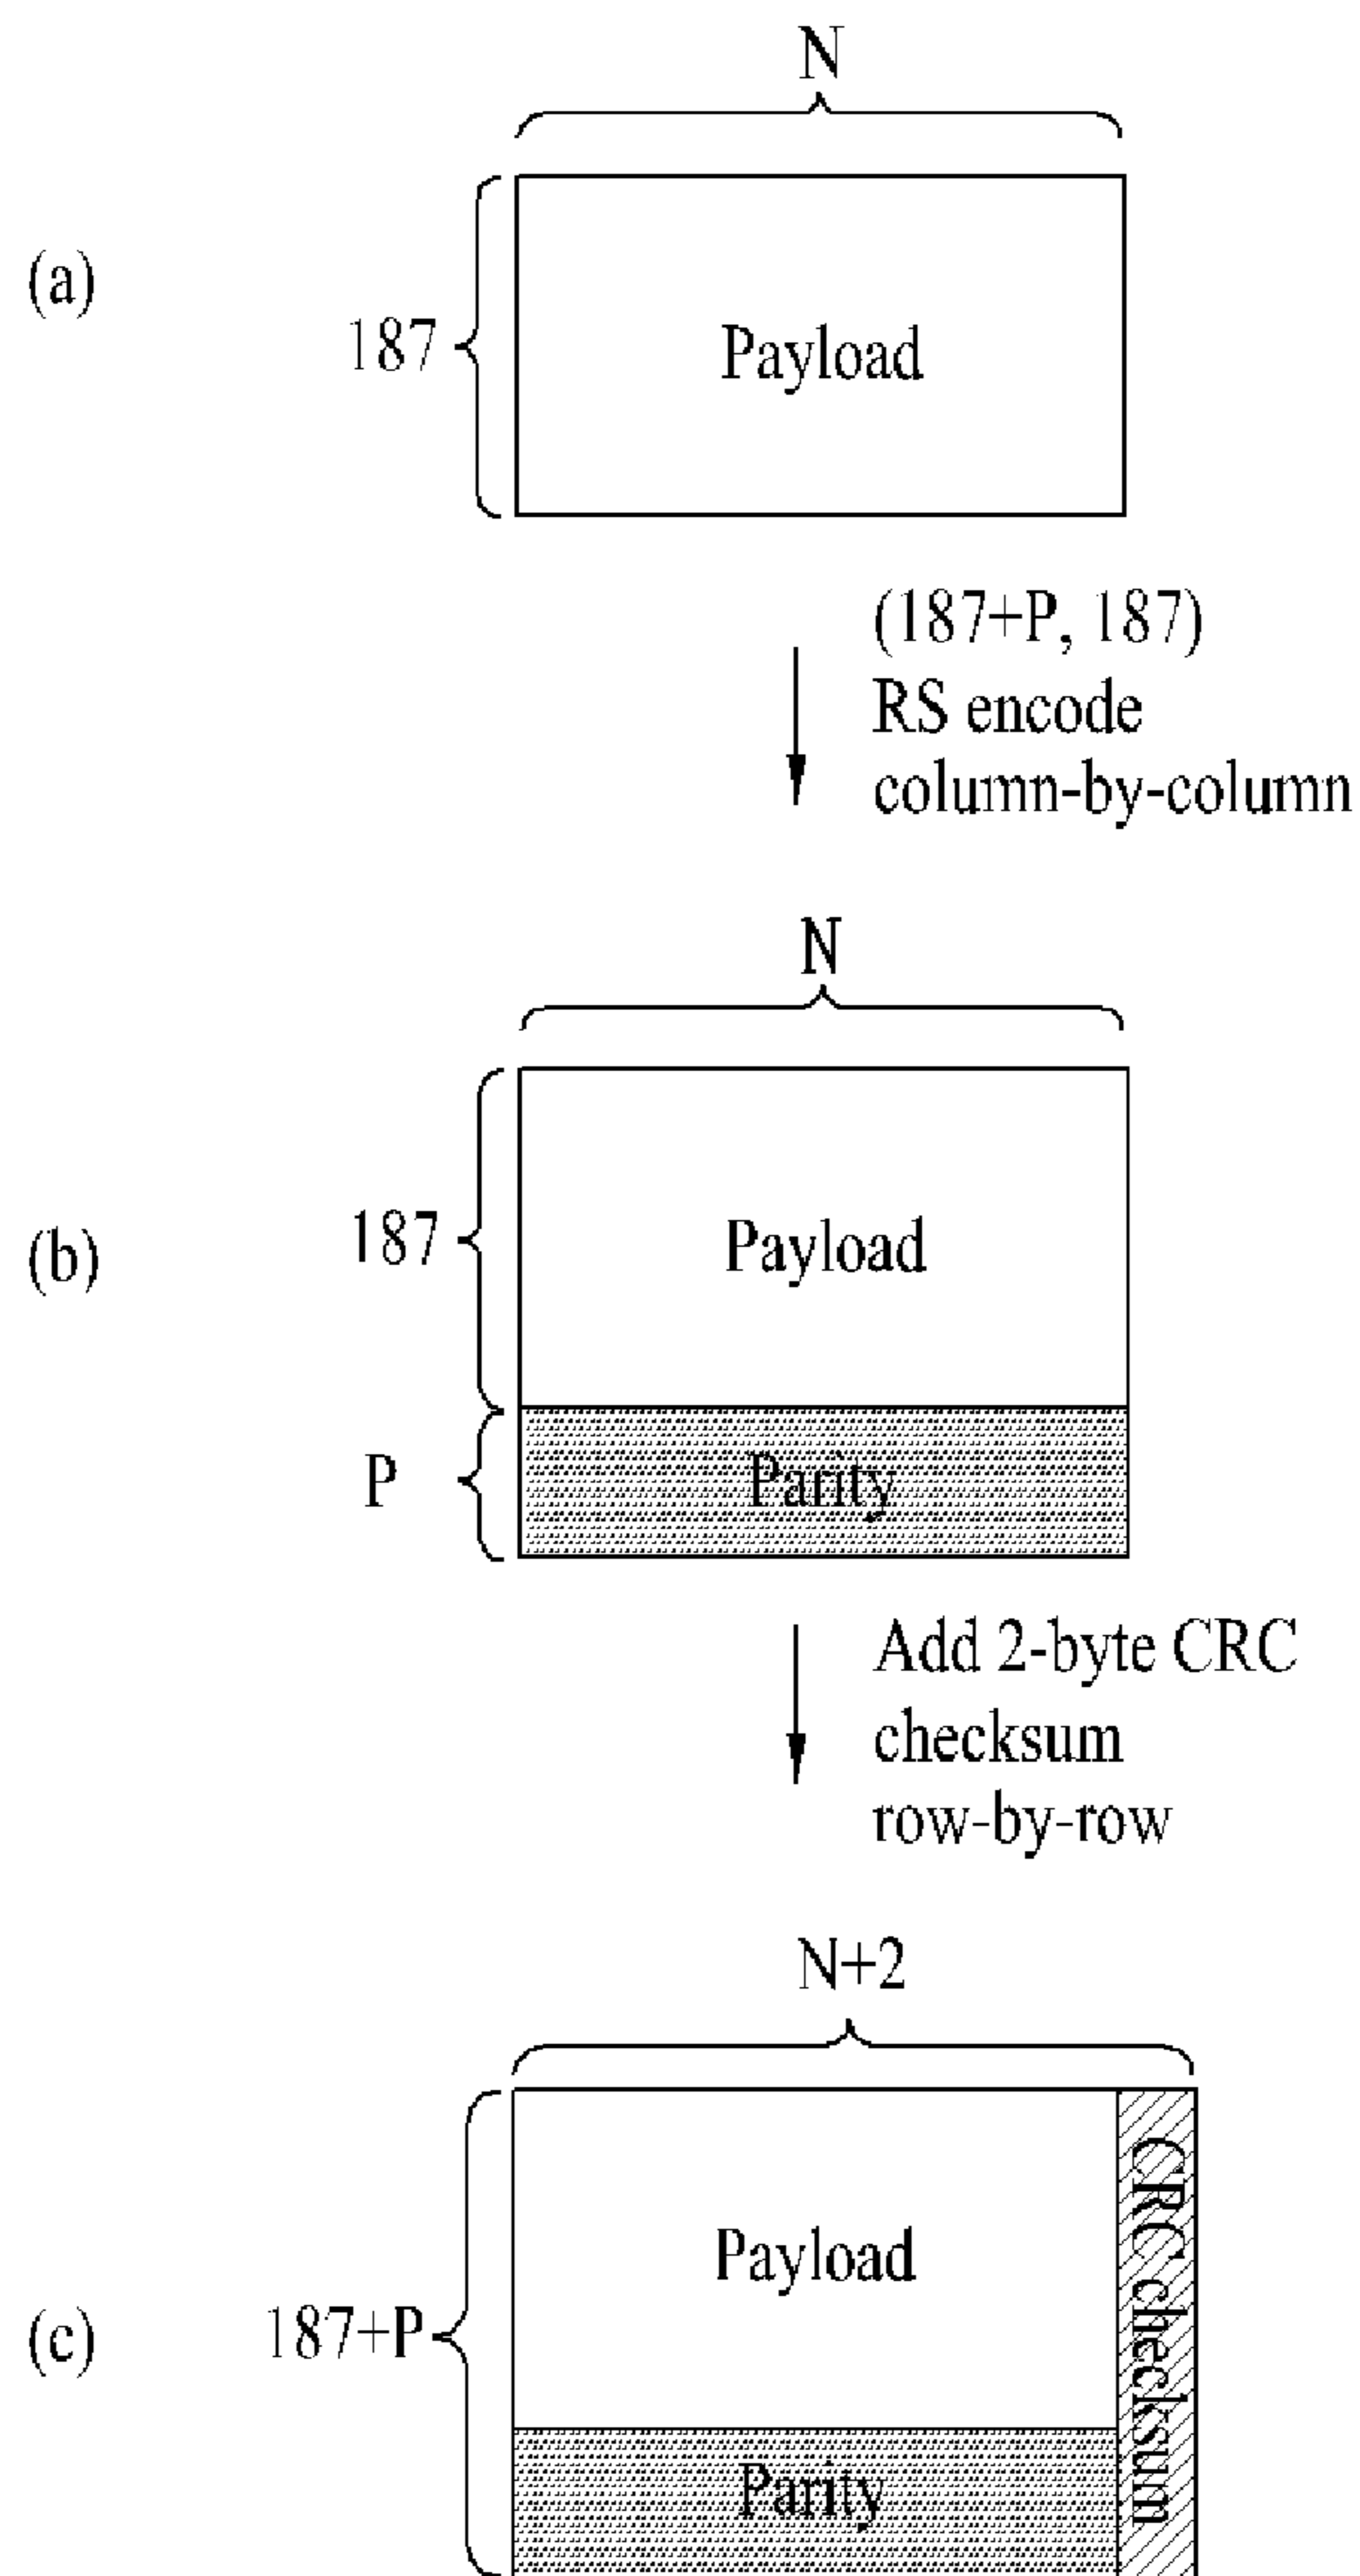 N
(a)
187
Payload
(187+P, 187)
RS encode
column-by-column
N
(b)
187
Payload
P
Parity
Add 2-byte CRC
checksum
row-by-row
N+2
(c)
187+P
Payload
CRC checksum
Parity